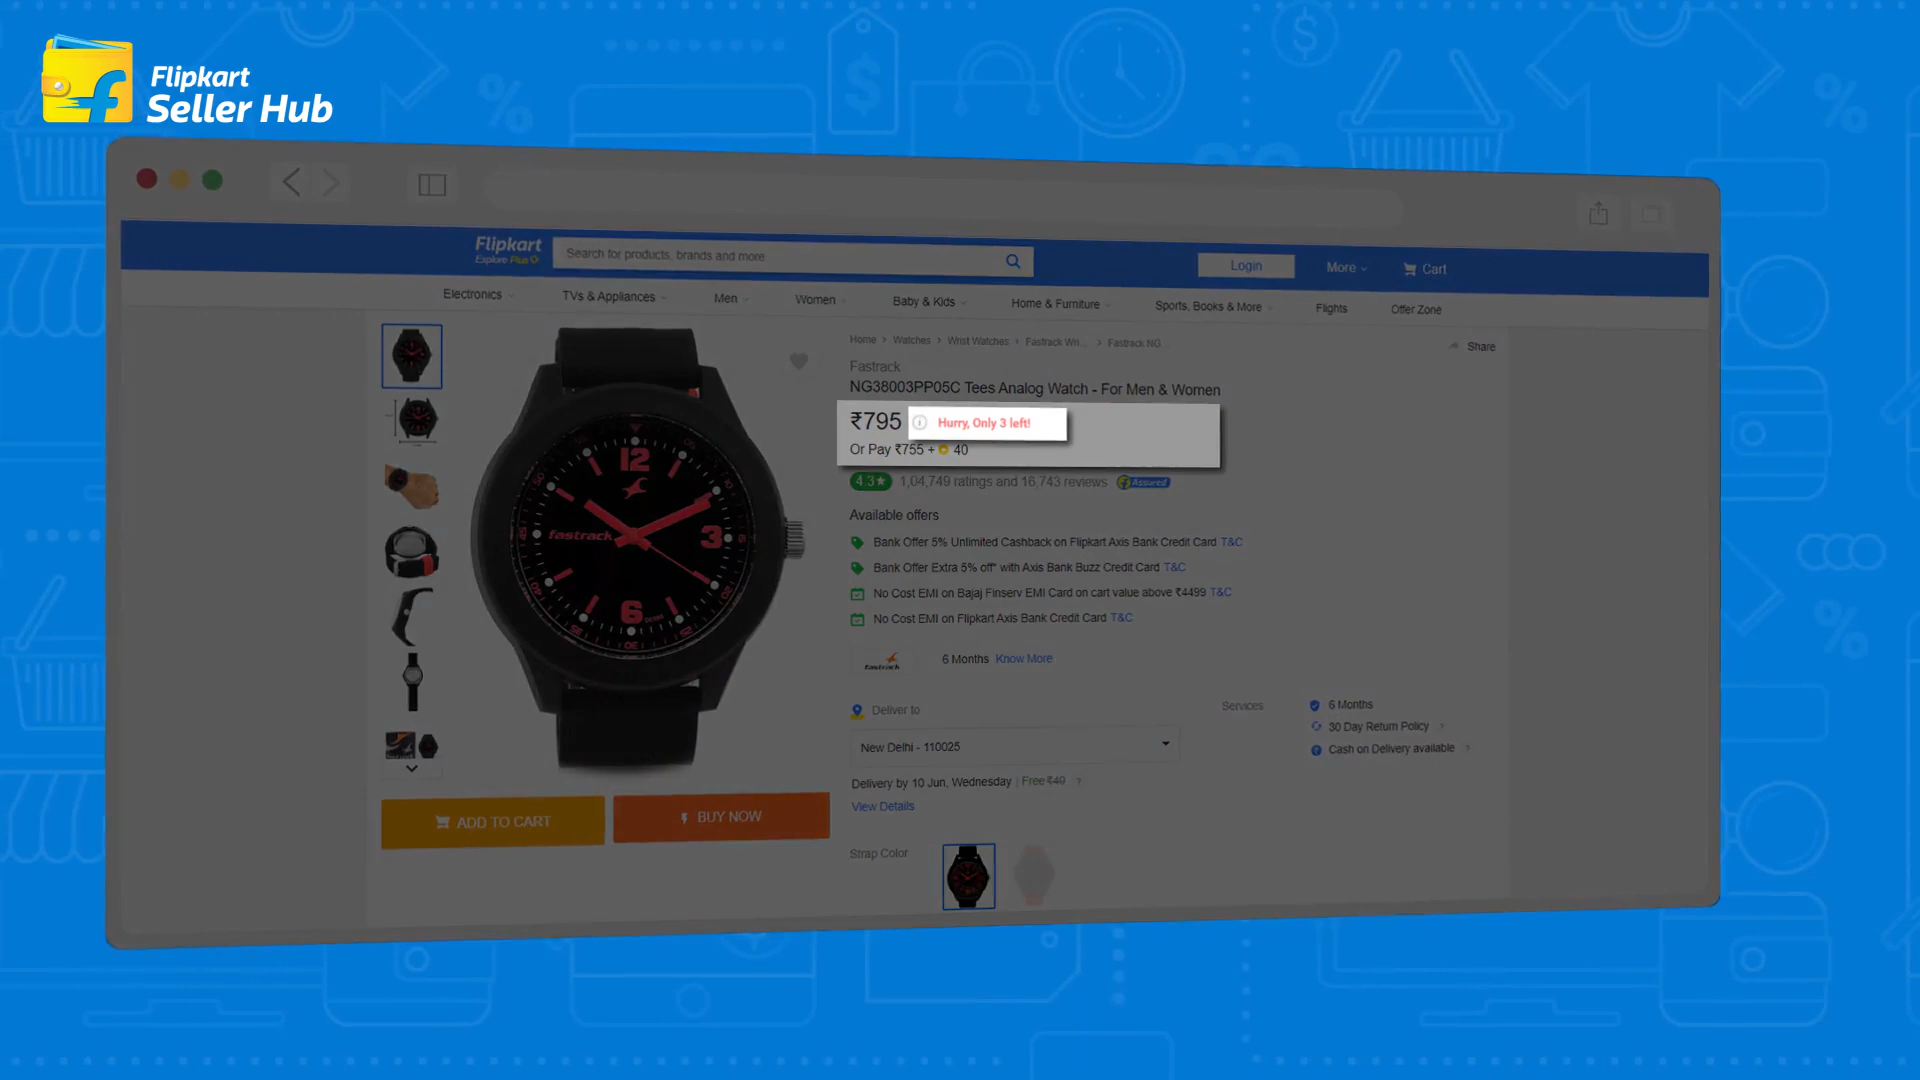 Flipkart
Seller Hub
Flipkart
Explore Plus
Search for products, brands and more
Login
More
Cart
Electronics
TVs & Appliances
Men
Women
Baby & Kids
Home & Furniture
Sports, Books & More
Flights
Offer Zone
Home > Watches > Wrist Watches > Fastrack Wri... > Fastrack NG...
Share
Fastrack
NG38003PP05C Tees Analog Watch - For Men & Women
₹795
Hurry, Only 3 left!
Or Pay ₹755 + 40
4.3★ 1,04,749 ratings and 16,743 reviews
Assured
Available offers
Bank Offer 5% Unlimited Cashback on Flipkart Axis Bank Credit Card T&C
Bank Offer Extra 5% off* with Axis Bank Buzz Credit Card T&C
No Cost EMI on Bajaj Finserv EMI Card on cart value above ₹4499 T&C
No Cost EMI on Flipkart Axis Bank Credit Card T&C
fastrack
6 Months Know More
Deliver to
New Delhi - 110025
Delivery by 10 Jun, Wednesday | Free ₹40 ?
View Details
Services
6 Months
30 Day Return Policy ?
Cash on Delivery available ?
Strap Color
12
fastrack
3
6
ADD TO CART
BUY NOW